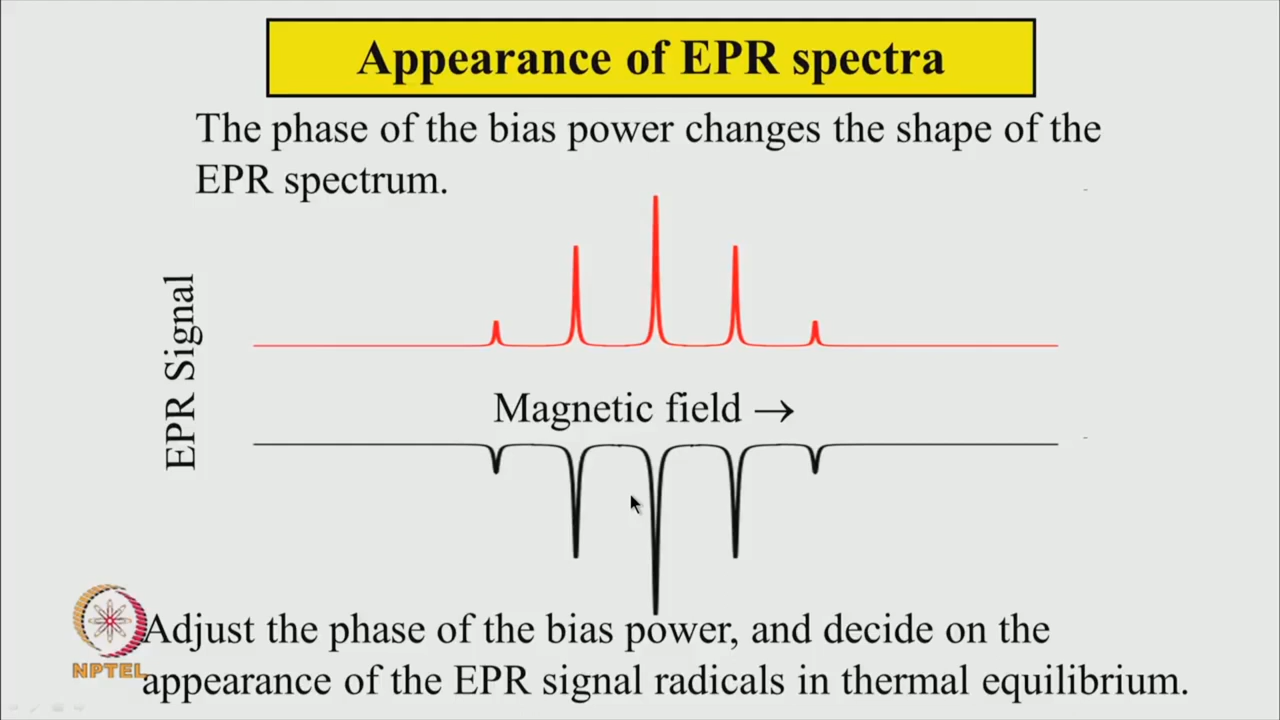 Appearance of EPR spectra
The phase of the bias power changes the shape of the
EPR spectrum.
EPR Signal
Magnetic field →
Adjust the phase of the bias power, and decide on the
NPTEL
appearance of the EPR signal radicals in thermal equilibrium.